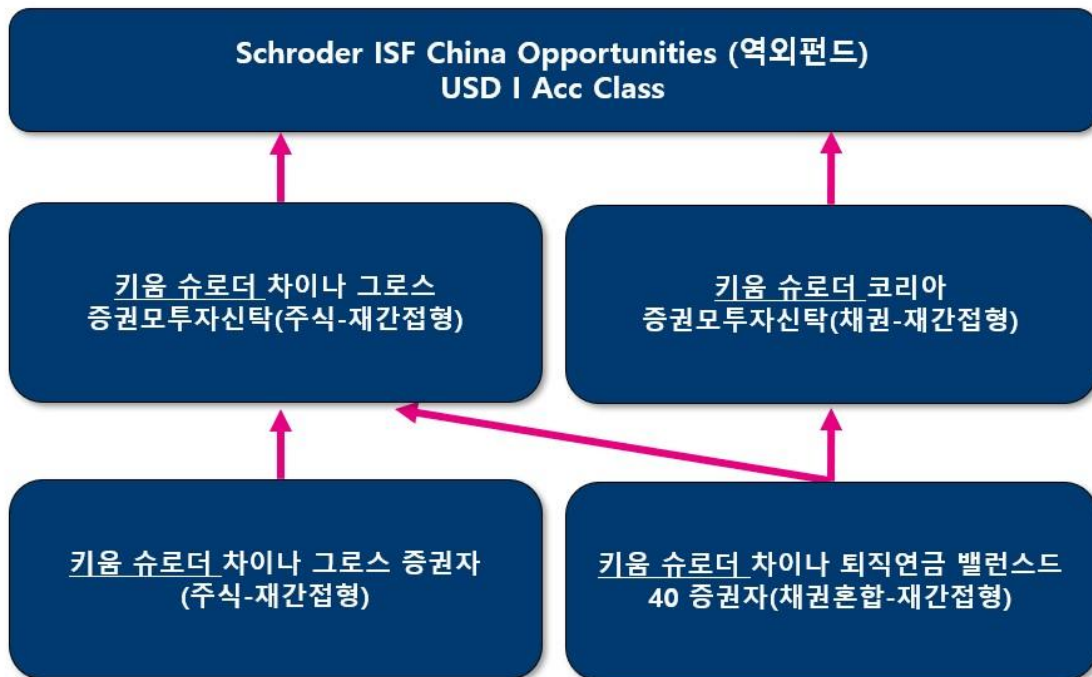 Schroder ISF China Opportunities (역외펀드)
USD I Acc Class
키움 슈로더 차이나 그로스
증권모투자신탁(주식-재간접형)
키움 슈로더 코리아
증권모투자신탁(채권-재간접형)
키움 슈로더 차이나 그로스 증권자
(주식-재간접형)
키움 슈로더 차이나 퇴직연금 밸런스드
40 증권자(채권혼합-재간접형)